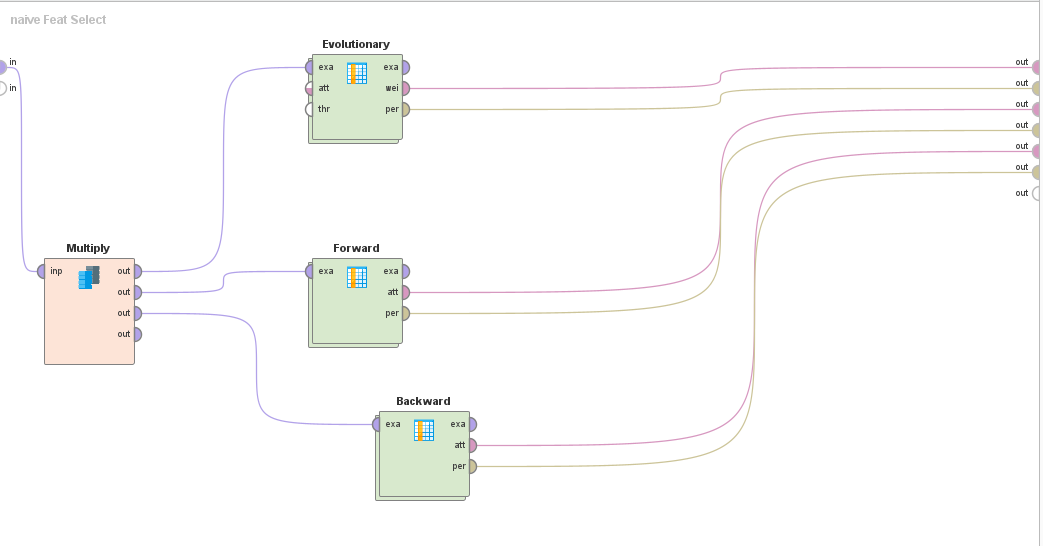 naive Feat Select
in
in
Evolutionary
exa
att
thr
exa
wei
per
Multiply
inp
out
out
out
out
Forward
exa
exa
att
per
Backward
exa
exa
att
per
out
out
out
out
out
out
out